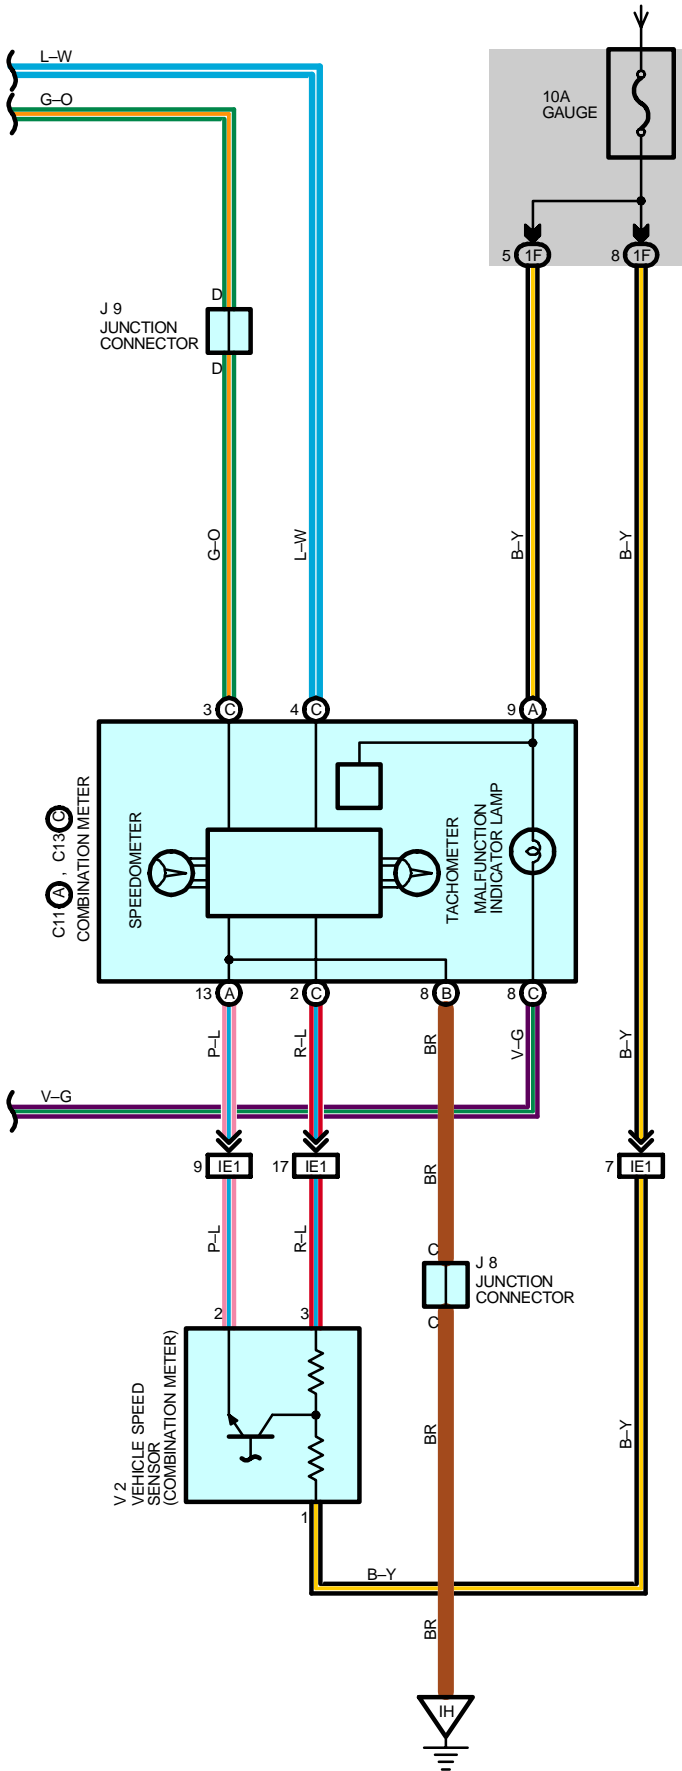 L–W
G–O
10A
GAUGE
5 1F
8 1F
D
J 9
JUNCTION
CONNECTOR
D
G–O
L–W
B–Y
B–Y
3 C
4 C
9 A
C11 A , C13 C
COMBINATION METER
SPEEDOMETER
TACHOMETER
MALFUNCTION
INDICATOR LAMP
13 A
2 C
8 B
8 C
P–L
R–L
BR
V–G
B–Y
V–G
9 IE1
17 IE1
7 IE1
BR
P–L
R–L
C
J 8
JUNCTION
CONNECTOR
C
2
3
V 2
VEHICLE SPEED
SENSOR
(COMBINATION METER)
BR
B–Y
1
B–Y
BR
IH